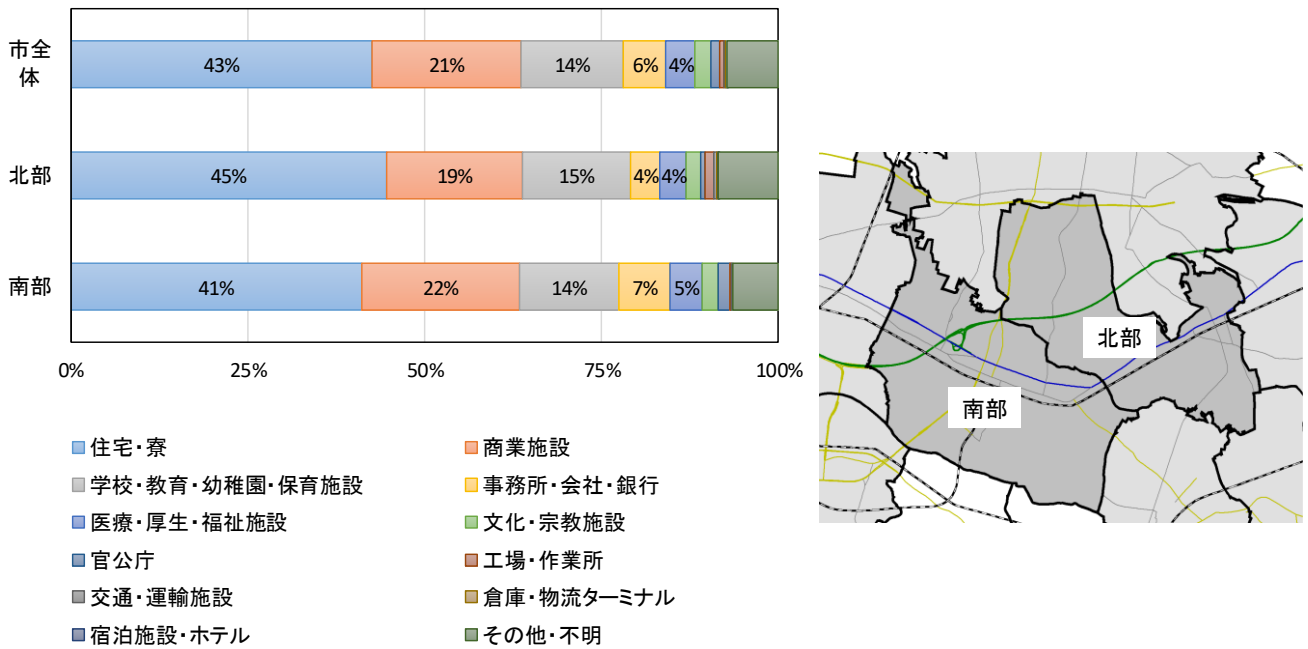 市全
体
43%
21%
14%
6%
4%
北部
45%
19%
15%
4%
4%
南部
41%
22%
14%
7%
5%
0%
25%
50%
75%
100%
住宅・寮
商業施設
学校・教育・幼稚園・保育施設
事務所・会社・銀行
医療・厚生・福祉施設
文化・宗教施設
官公庁
工場・作業所
交通・運輸施設
倉庫・物流ターミナル
宿泊施設・ホテル
その他・不明
北部
南部